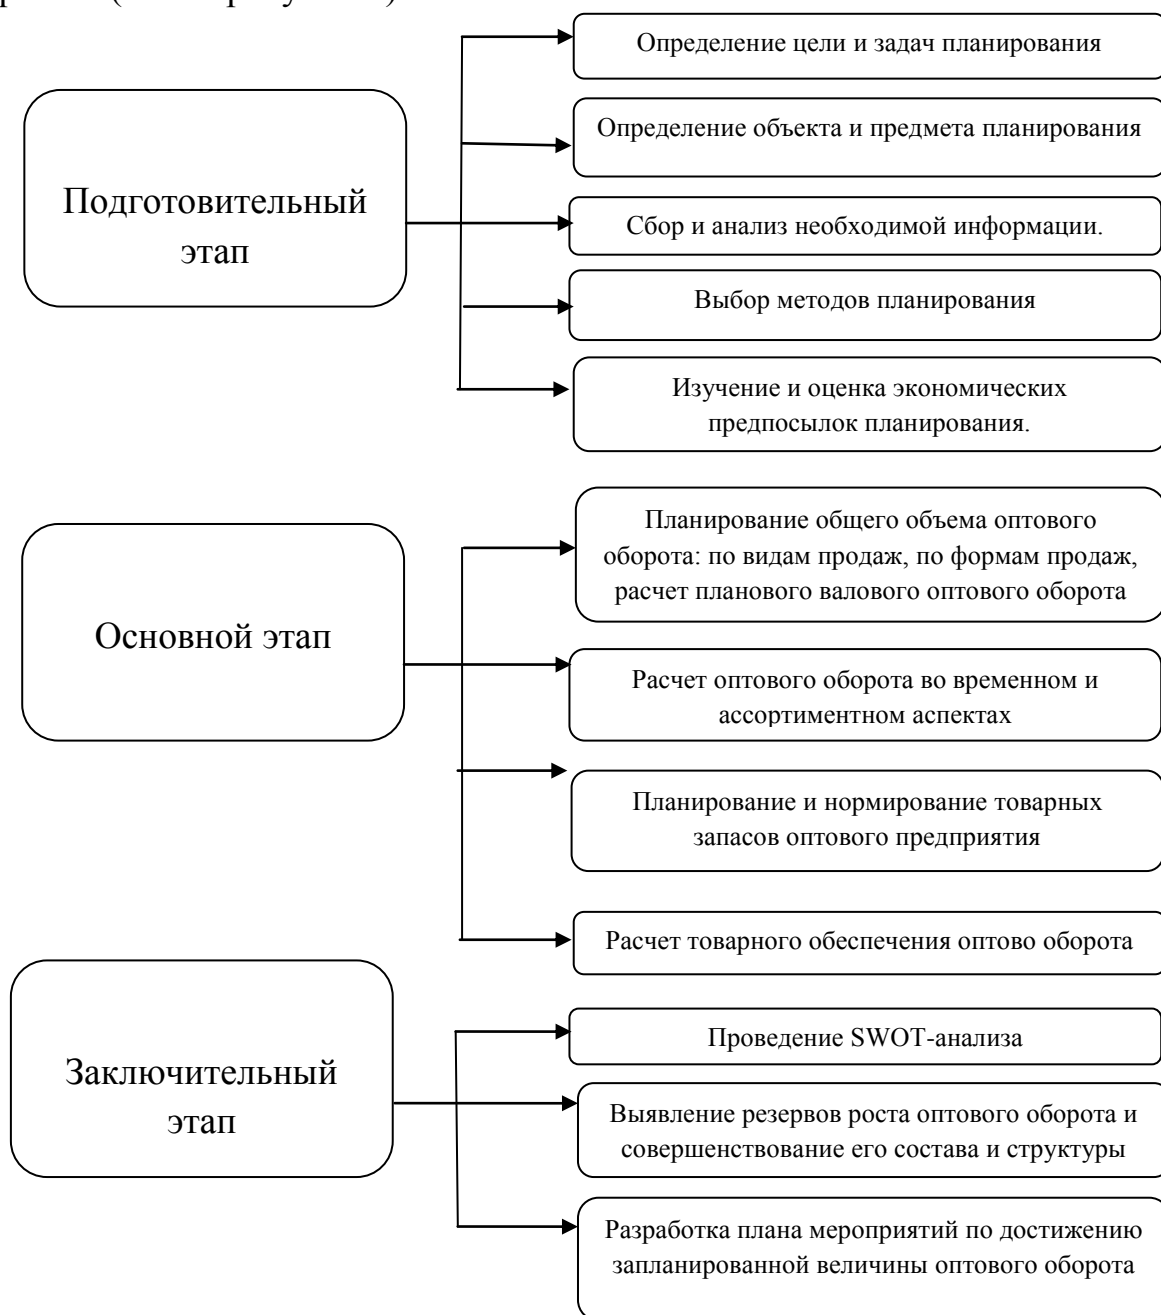 Определение цели и задач планирования
Определение объекта и предмета планирования
Подготовительный
этап
Сбор и анализ необходимой информации.
Выбор методов планирования
Изучение и оценка экономических
предпосылок планирования.
Планирование общего объема оптового
оборота: по видам продаж, по формам продаж,
расчет планового валового оптового оборота
Основной этап
Расчет оптового оборота во временном и
ассортиментном аспектах
Планирование и нормирование товарных
запасов оптового предприятия
Расчет товарного обеспечения оптово оборота
Заключительный
этап
Проведение SWOT-анализа
Выявление резервов роста оптового оборота и
совершенствование его состава и структуры
Разработка плана мероприятий по достижению
запланированной величины оптового оборота